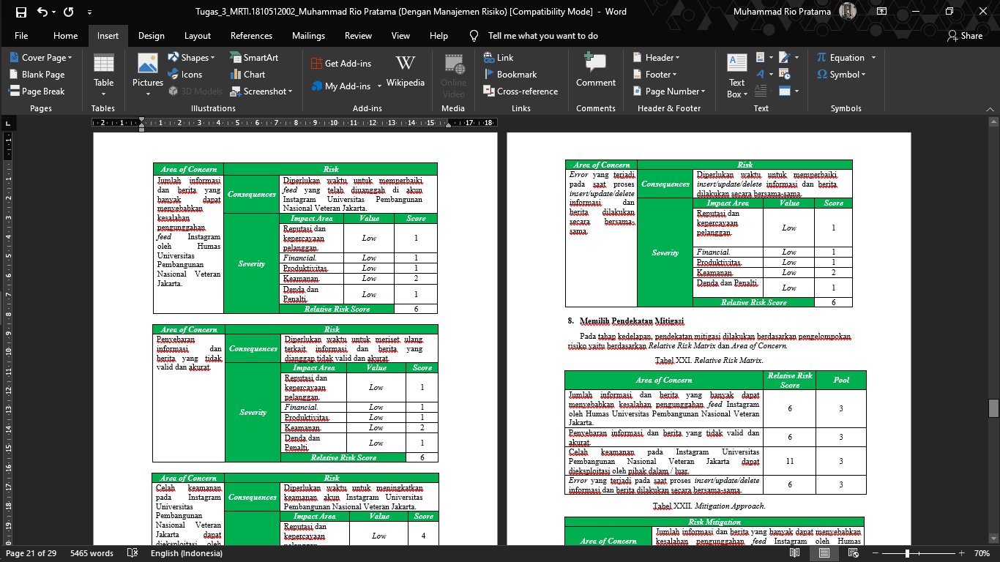 Tugas_3_MRTI.1810512002_Muhammad Rio Pratama (Dengan Manajemen Risiko) [Compatibility Mode] - Word
Muhammad Rio Pratama
File Home Insert Design Layout References Mailings Review View Help Tell me what you want to do Share
Cover Page
Blank Page
Page Break
Pages
Table
Tables
Pictures
Shapes
Icons
3D Models
SmartArt
Chart
Screenshot
Illustrations
Get Add-ins
My Add-ins
Wikipedia
Add-ins
Online
Video
Media
Link
Bookmark
Cross-reference
Links
Comment
Comments
Header
Footer
Page Number
Header & Footer
Text
Box
Text
Equation
Symbol
Symbols
2 1 1 2 3 4 5 6 7 8 9 10 11 12 13 14 15 17 18
Area of Concern Risk
Jumlah informasi
dan berita yang
banyak dapat
menyebabkan
kesalahan
pengunggahan
feed Instagram
oleh Humas
Universitas
Pembangunan
Nasional Veteran
Jakarta.
Consequences
Diperlukan waktu untuk memperbaiki
feed yang telah diunggah di akun
Instagram Universitas Pembangunan
Nasional Veteran Jakarta.
Severity
Impact Area Value Score
Reputasi dan
kepercayaan
pelanggan.
Low 1
Financial. Low 1
Produktivitas. Low 1
Keamanan. Low 2
Denda dan
Penalti.
Low 1
Relative Risk Score 6
Area of Concern Risk
Penyebaran
informasi dan
berita yang tidak
valid dan akurat.
Consequences
Diperlukan waktu untuk meriset ulang
terkait informasi dan berita yang
dianggap tidak valid dan akurat.
Severity
Impact Area Value Score
Reputasi dan
kepercayaan
pelanggan.
Low 1
Financial. Low 1
Produktivitas. Low 1
Keamanan. Low 2
Denda dan
Penalti.
Low 1
Relative Risk Score 6
Area of Concern Risk
Celah keamanan
pada Instagram
Universitas
Pembangunan
Nasional Veteran
Jakarta dapat
dieksploitasi oleh
Consequences
Diperlukan waktu untuk meningkatkan
keamanan akun Instagram Universitas
Pembangunan Nasional Veteran Jakarta.
Impact Area Value Score
Reputasi dan
kepercayaan
pelanggan.
Low 4
Area of Concern Risk
Error yang terjadi
pada saat proses
insert/update/delete
informasi dan
berita dilakukan
secara bersama-
sama.
Consequences
Diperlukan waktu untuk memperbaiki
insert/update/delete informasi dan berita
dilakukan secara bersama-sama.
Severity
Impact Area Value Score
Reputasi dan
kepercayaan
pelanggan.
Low 1
Financial. Low 1
Produktivitas. Low 1
Keamanan. Low 2
Denda dan Penalti.
Low 1
Relative Risk Score 6
8. Memilih Pendekatan Mitigasi
Pada tahap kedelapan, pendekatan mitigasi dilakukan berdasarkan pengelompokan
risiko yaitu berdasarkan Relative Risk Matrix dan Area of Concern.
Tabel XXI. Relative Risk Matrix.
Area of Concern Relative Risk Score Pool
Jumlah informasi dan berita yang banyak dapat
menyebabkan kesalahan pengunggahan feed Instagram
oleh Humas Universitas Pembangunan Nasional Veteran
Jakarta.
6 3
Penyebaran informasi dan berita yang tidak valid dan
akurat.
6 3
Celah keamanan pada Instagram Universitas
Pembangunan Nasional Veteran Jakarta dapat
dieksploitasi oleh pihak dalam / luar.
11 3
Error yang terjadi pada saat proses insert/update/delete
informasi dan berita dilakukan secara bersama-sama.
6 3
Tabel XXII. Mitigation Approach.
Risk Mitigation
Area of Concern
Jumlah informasi dan berita yang banyak dapat menyebabkan
kesalahan pengunggahan feed Instagram oleh Humas
Page 21 of 29 5465 words English (Indonesia) 70%